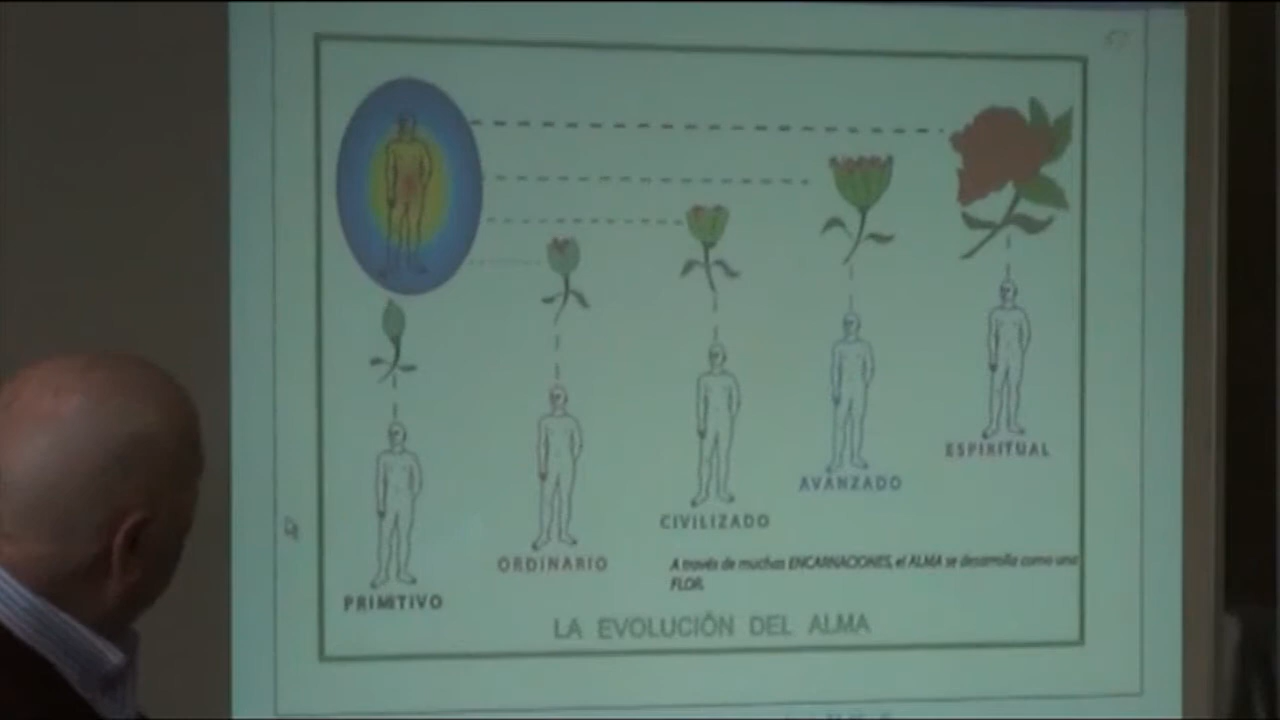 ESPIRITUAL
AVANZADO
CIVILIZADO
ORDINARIO
PRIMITIVO
A través de muchas ENCARNACIONES, el ALMA se desarrolla como una
FLOR.
LA EVOLUCIÓN DEL ALMA